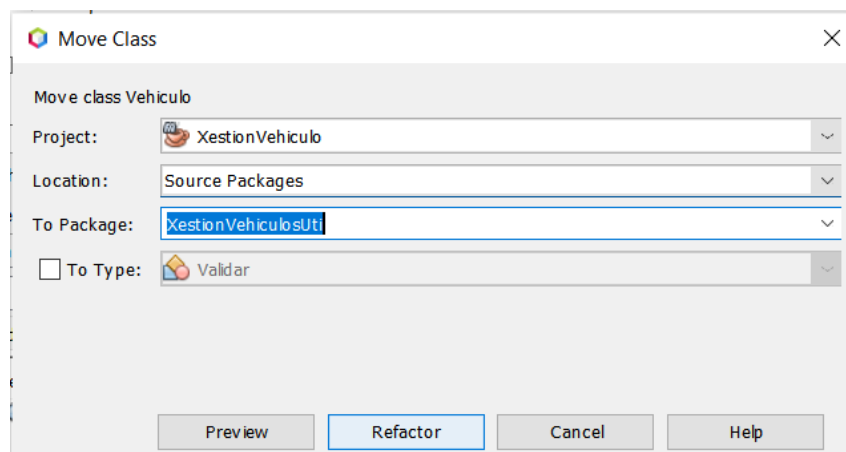 Move Class
Move class Vehiculo
Project: XestionVehiculo
Location: Source Packages
To Package: XestionVehiculosUti
To Type: Validar
Preview Refactor Cancel Help